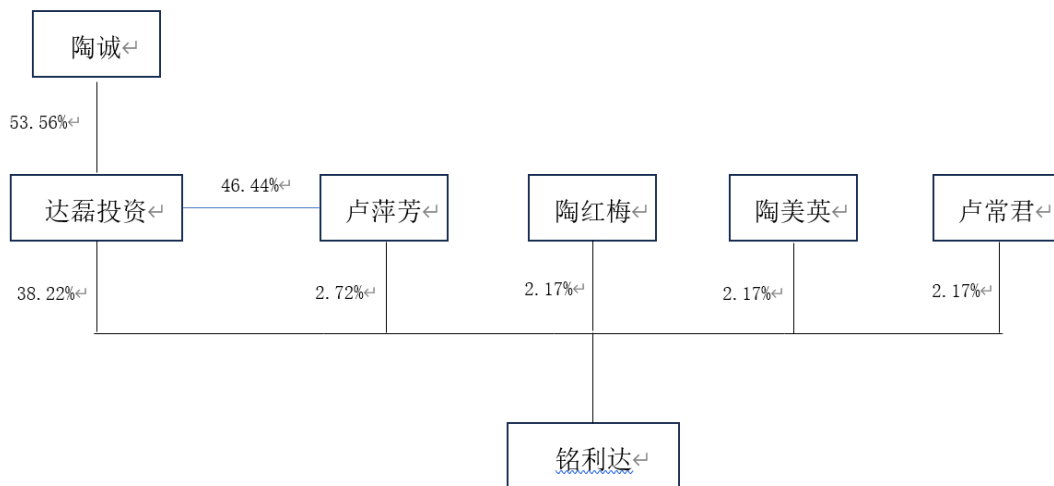 陶诚
53.56%
46.44%
达磊投资
卢萍芳
陶红梅
陶美英
卢常君
38.22%
2.72%
2.17%
2.17%
2.17%
铭利达